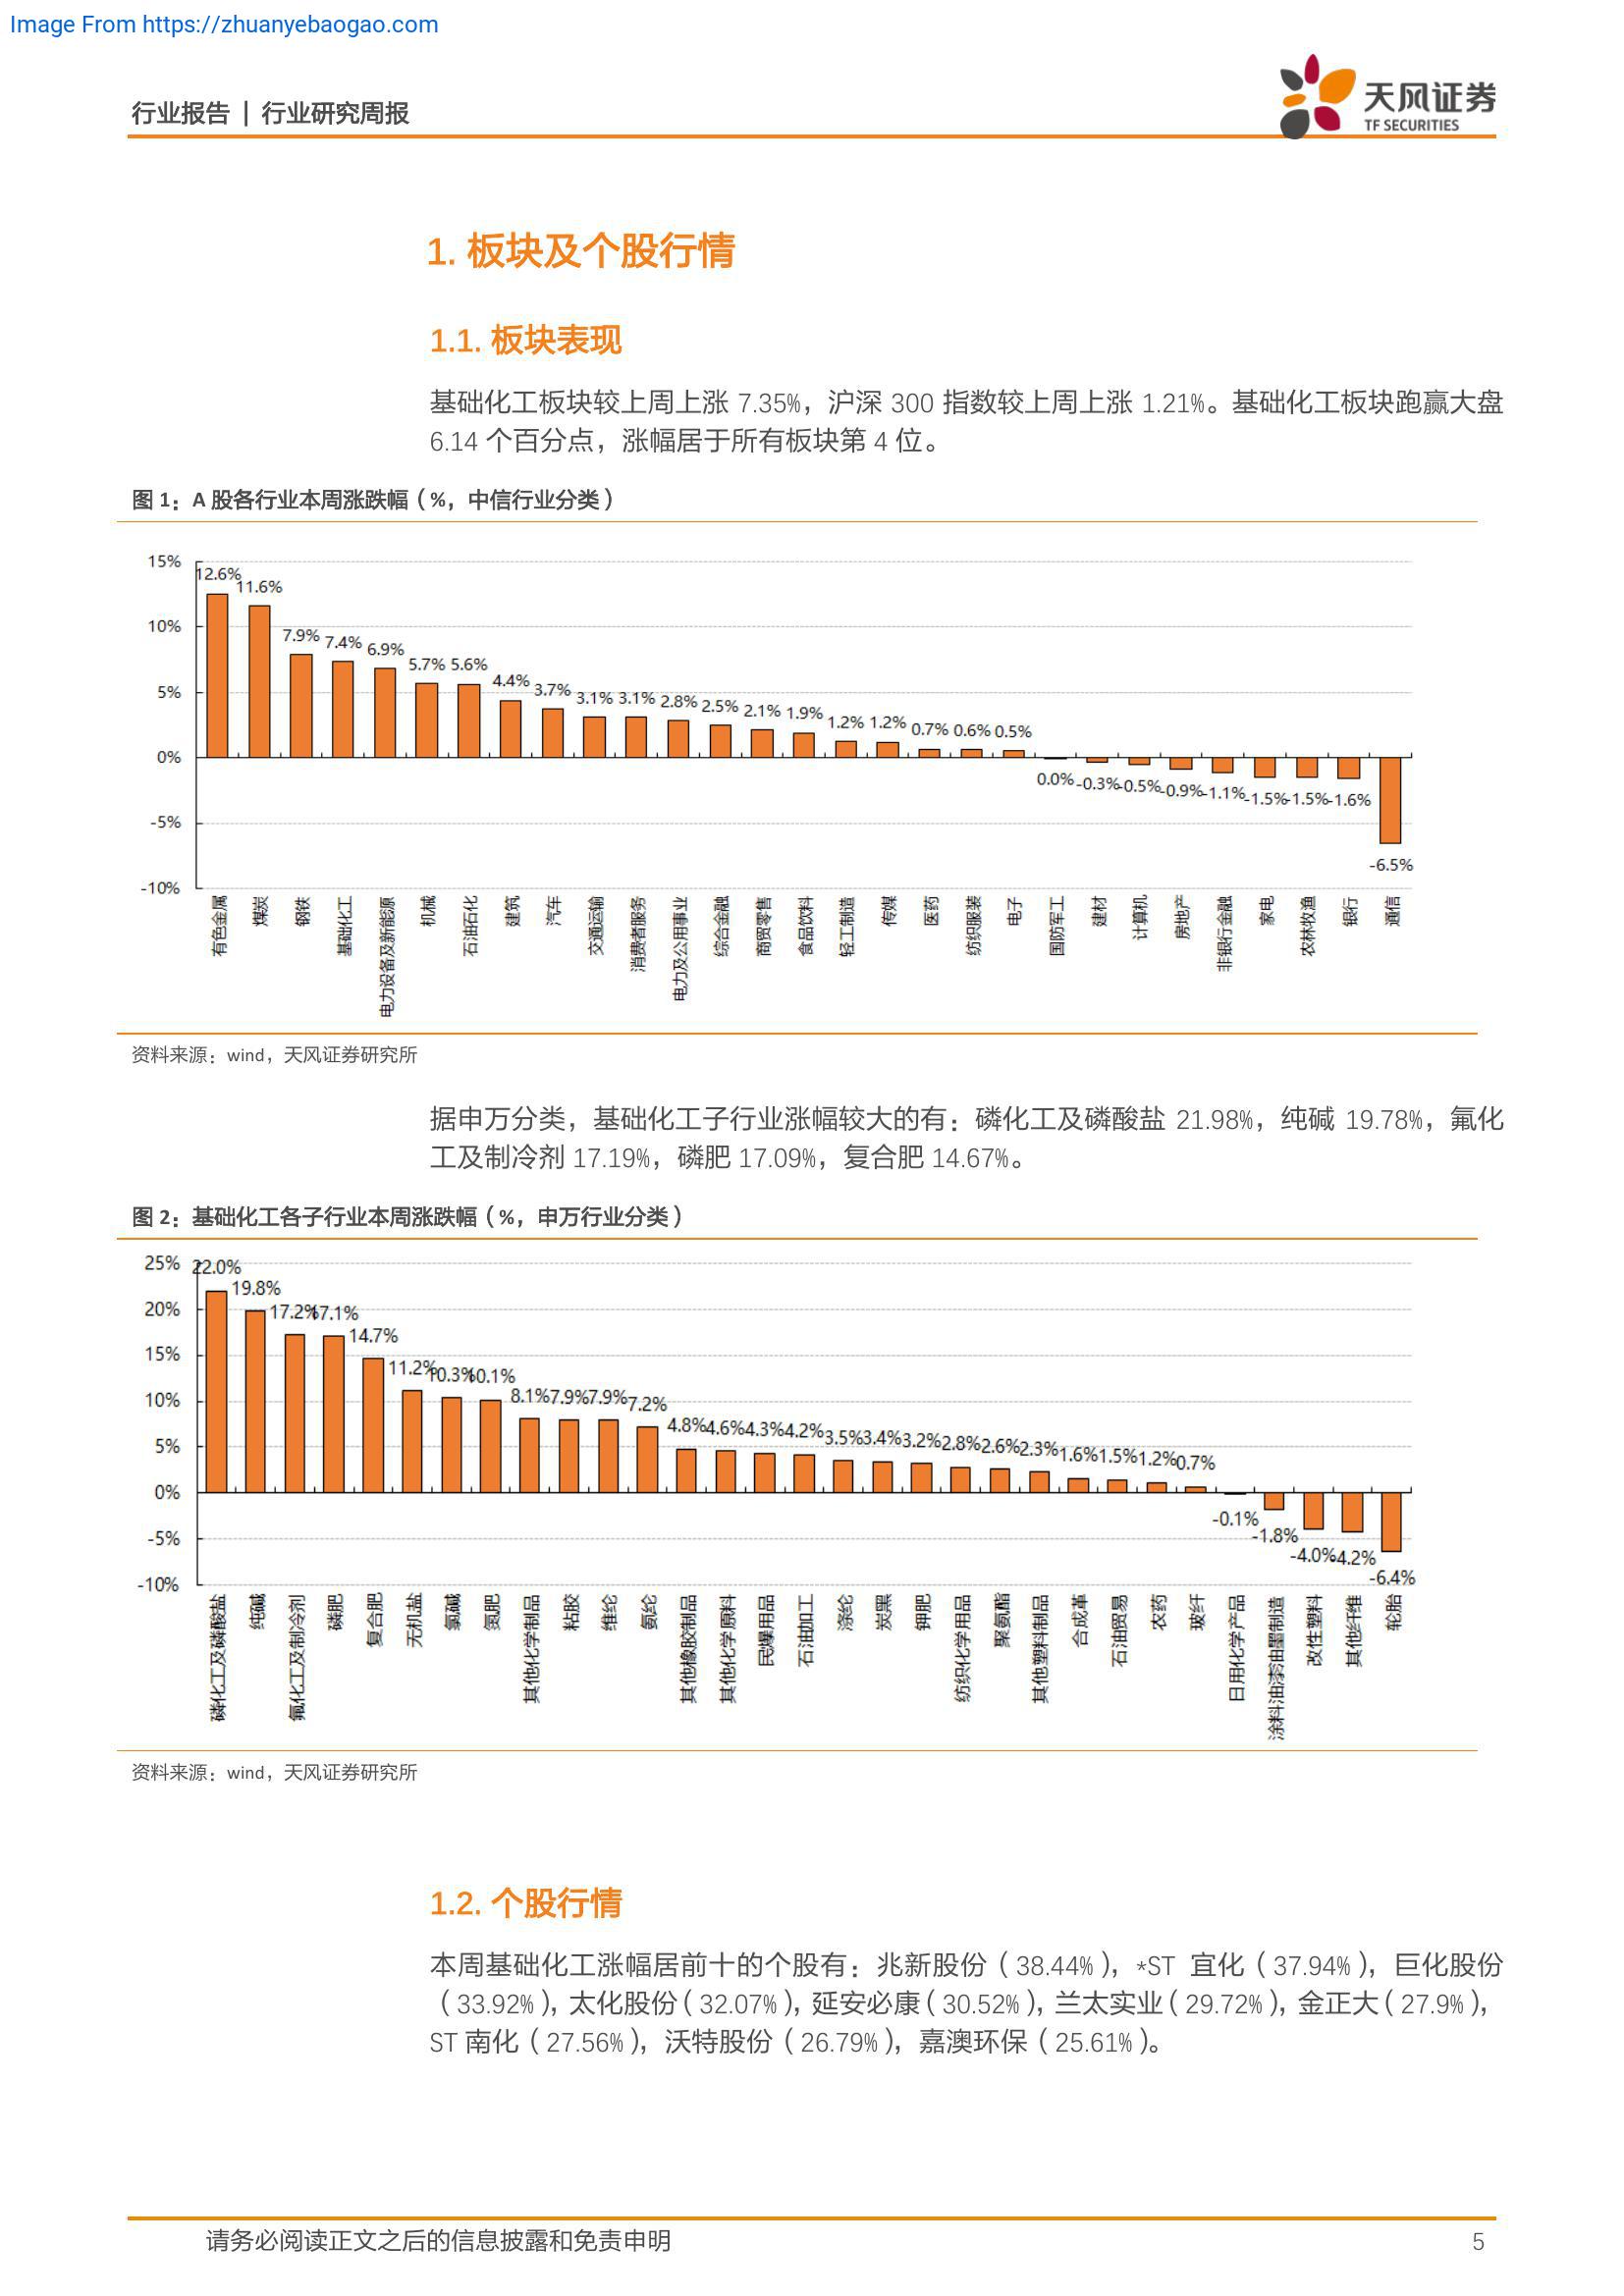 Image From https://zhuanyebaogao.com
行业报告 | 行业研究周报
天风证券
TF SECURITIES
1. 板块及个股行情
1.1. 板块表现
基础化工板块较上周上涨 7.35%，沪深 300 指数较上周上涨 1.21%。基础化工板块跑赢大盘
6.14 个百分点，涨幅居于所有板块第 4 位。
图 1：A 股各行业本周涨跌幅（%，中信行业分类）
15%
10%
5%
0%
-5%
-10%
12.6% 11.6% 7.9% 7.4% 6.9% 5.7% 5.6% 4.4% 3.7% 3.1% 3.1% 2.8% 2.5% 2.1% 1.9% 1.2% 1.2% 0.7% 0.6% 0.5% 0.0% -0.3% -0.5% -0.9% -1.1% -1.5% -1.5% -1.6% -6.5%
有色金属 煤炭 钢铁 基础化工 电力设备及新能源 机械 石油石化 建筑 汽车 交通运输 消费者服务 电力及公用事业 综合金融 商贸零售 食品饮料 轻工制造 传媒 医药 纺织服装 电子 国防军工 建材 计算机 房地产 非银行金融 家电 农林牧渔 银行 通信
资料来源：wind，天风证券研究所
据申万分类，基础化工子行业涨幅较大的有：磷化工及磷酸盐 21.98%，纯碱 19.78%，氟化
工及制冷剂 17.19%，磷肥 17.09%，复合肥 14.67%。
图 2：基础化工各子行业本周涨跌幅（%，申万行业分类）
25%
20%
15%
10%
5%
0%
-5%
-10%
22.0% 19.8% 17.2% 17.1% 14.7% 11.2% 10.3% 10.1% 8.1% 7.9% 7.9% 7.2% 4.8% 4.6% 4.3% 4.2% 3.5% 3.4% 3.2% 2.8% 2.6% 2.3% 1.6% 1.5% 1.2% 0.7% -0.1% -1.8% -4.0% -4.2% -6.4%
磷化工及磷酸盐 纯碱 氟化工及制冷剂 磷肥 复合肥 无机盐 氯碱 氮肥 其他化学制品 粘胶 维纶 氨纶 其他橡胶制品 其他化学原料 民爆用品 石油加工 涤纶 炭黑 钾肥 纺织化学用品 聚氨酯 其他塑料制品 合成革 石油贸易 农药 玻纤 日用化学产品 涂料油漆油墨制造 改性塑料 其他纤维 轮胎
资料来源：wind，天风证券研究所
1.2. 个股行情
本周基础化工涨幅居前十的个股有：兆新股份（38.44%），*ST 宜化（37.94%），巨化股份
（33.92%），太化股份（32.07%），延安必康（30.52%），兰太实业（29.72%），金正大（27.9%），
ST 南化（27.56%），沃特股份（26.79%），嘉澳环保（25.61%）。
请务必阅读正文之后的信息披露和免责申明
5